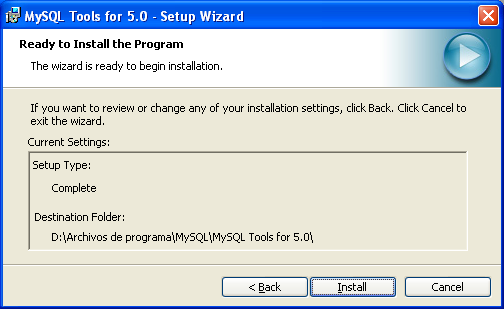 MySQL Tools for 5.0 - Setup Wizard
Ready to Install the Program
The wizard is ready to begin installation.
If you want to review or change any of your installation settings, click Back. Click Cancel to
exit the wizard.
Current Settings:
Setup Type:
Complete
Destination Folder:
D:\Archivos de programa\MySQL\MySQL Tools for 5.0\
< Back
Install
Cancel